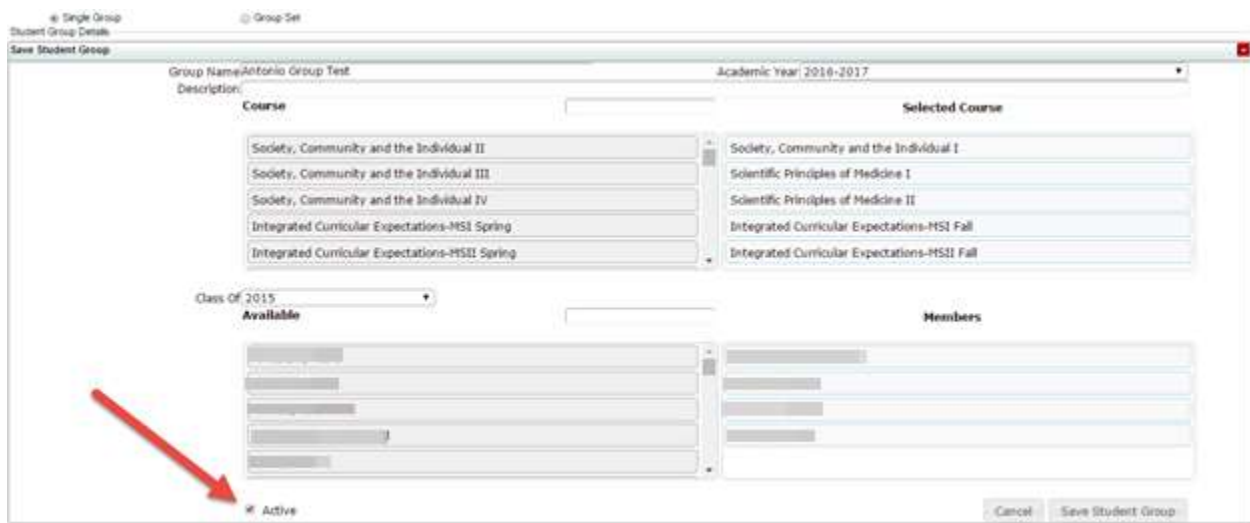 Single Group Group Set
Student Group Details
Save Student Group
Group Name Antonio Group Test Academic Year 2016-2017
Description
Course Selected Course
Society, Community and the Individual II Society, Community and the Individual I
Society, Community and the Individual III Scientific Principles of Medicine I
Society, Community and the Individual IV Scientific Principles of Medicine II
Integrated Curricular Expectations-MSI Spring Integrated Curricular Expectations-MSI Fall
Integrated Curricular Expectations-MSII Spring Integrated Curricular Expectations-MSII Fall
Class Of 2015
Available Members
Active Cancel Save Student Group